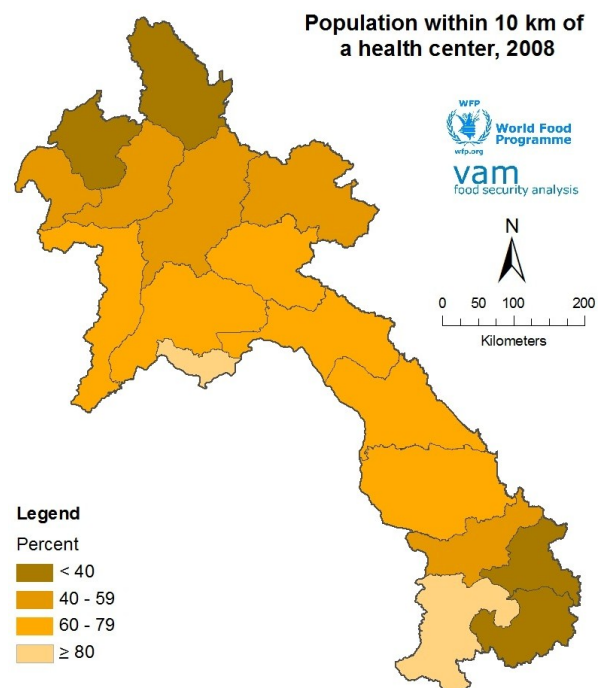 Population within 10 km of
a health center, 2008
WFP
wfp.org
World Food
Programme
vam
food security analysis
N
0 50 100 200
Kilometers
Legend
Percent
< 40
40 - 59
60 - 79
≥ 80